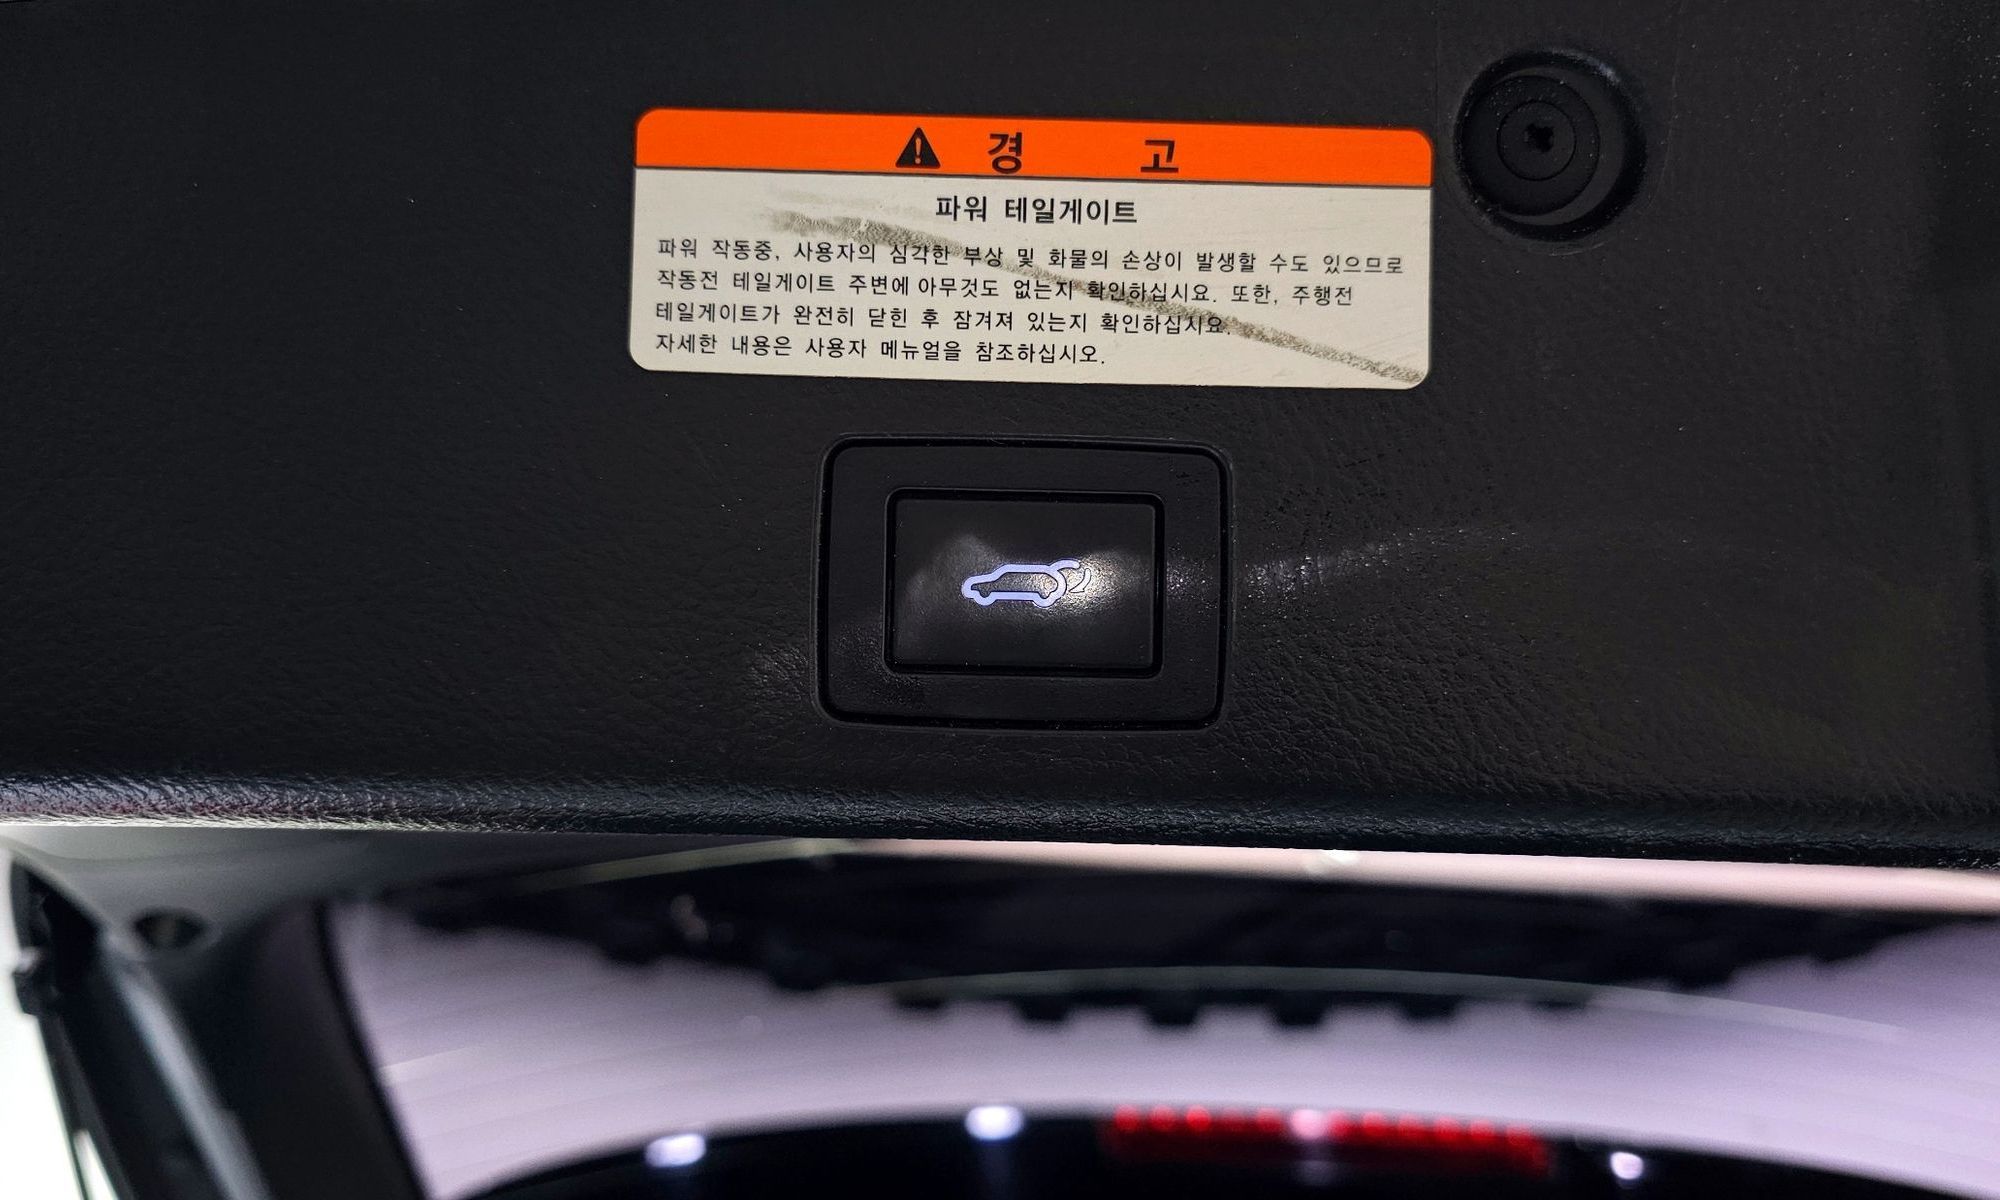 경 고
파워 테일게이트
파워 작동중, 사용자의 심각한 부상 및 화물의 손상이 발생할 수도 있으므로
작동전 테일게이트 주변에 아무것도 없는지 확인하십시요. 또한, 주행전
테일게이트가 완전히 닫힌 후 잠겨져 있는지 확인하십시요.
자세한 내용은 사용자 메뉴얼을 참조하십시오.